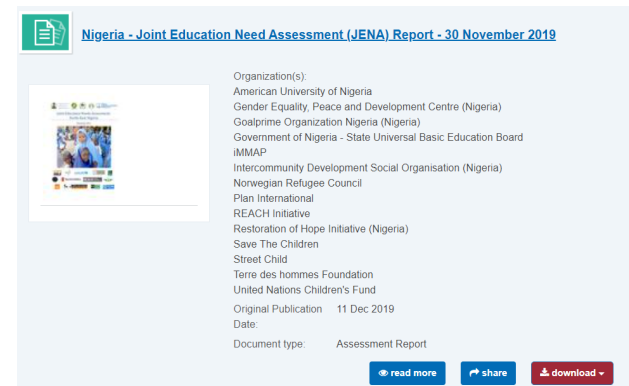 Nigeria - Joint Education Need Assessment (JENA) Report - 30 November 2019
Organization(s):
American University of Nigeria
Gender Equality, Peace and Development Centre (Nigeria)
Goalprime Organization Nigeria (Nigeria)
Government of Nigeria - State Universal Basic Education Board
iMMAP
Intercommunity Development Social Organisation (Nigeria)
Norwegian Refugee Council
Plan International
REACH Initiative
Restoration of Hope Initiative (Nigeria)
Save The Children
Street Child
Terre des hommes Foundation
United Nations Children's Fund
Original Publication 11 Dec 2019
Date:
Document type: Assessment Report
read more share download